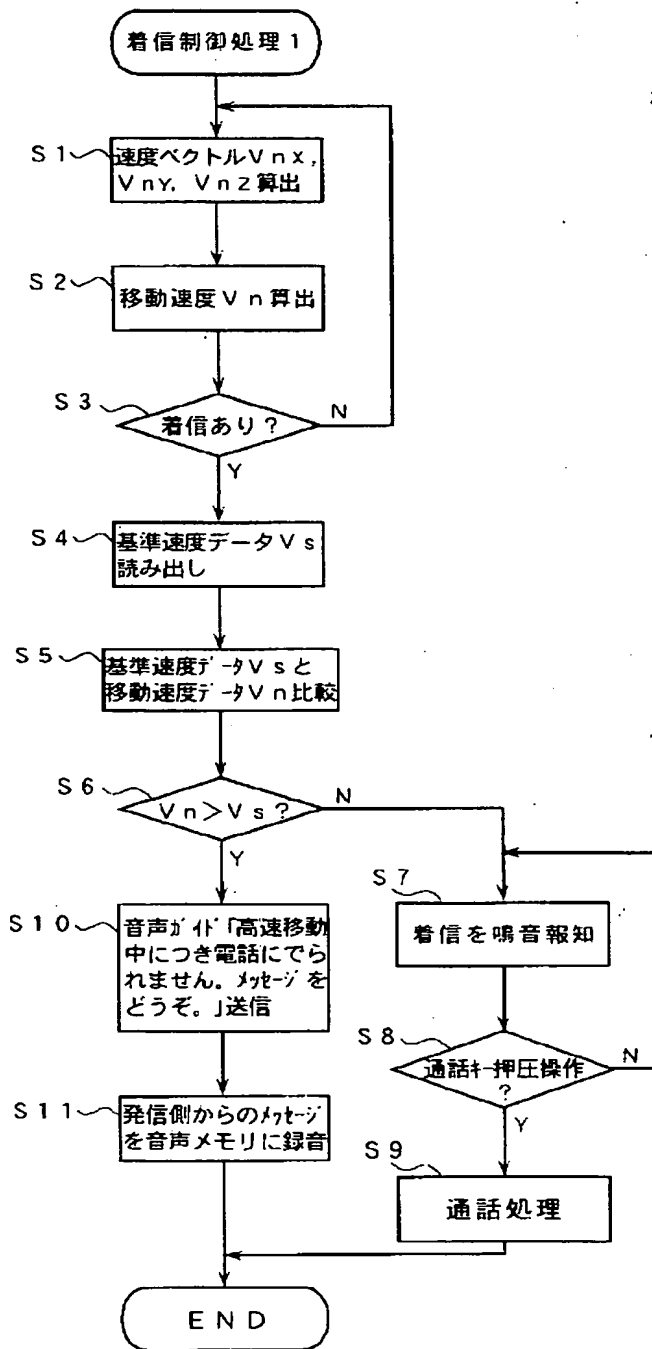 着信制御処理1
S1
速度ベクトルVnX,
VnY, VnZ算出
S2
移動速度Vn算出
S3
着信あり?
N
Y
S4
基準速度データVs
読み出し
S5
基準速度データVsと
移動速度データVn比較
S6
Vn>Vs?
N
Y
S7
着信を鳴音報知
S10
音声ガイド「高速移動
中につき電話にでら
れません。メッセージを
どうぞ。」送信
S8
通話キー押圧操作
?
N
Y
S11
発信側からのメッセージ
を音声メモリに録音
S9
通話処理
END